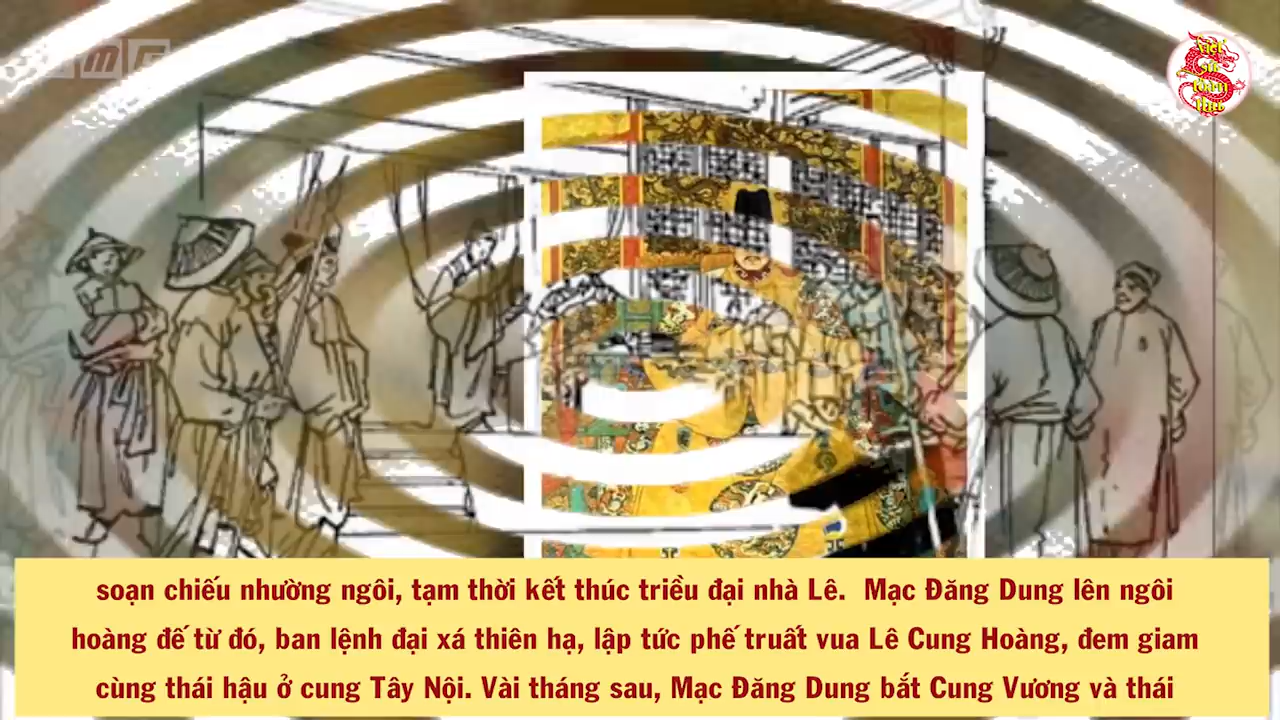 soạn chiếu nhường ngôi, tạm thời kết thúc triều đại nhà Lê. Mạc Đăng Dung lên ngôi
hoàng đế từ đó, ban lệnh đại xá thiên hạ, lập tức phế truất vua Lê Cung Hoàng, đem giam
cùng thái hậu ở cung Tây Nội. Vài tháng sau, Mạc Đăng Dung bắt Cung Vương và thái